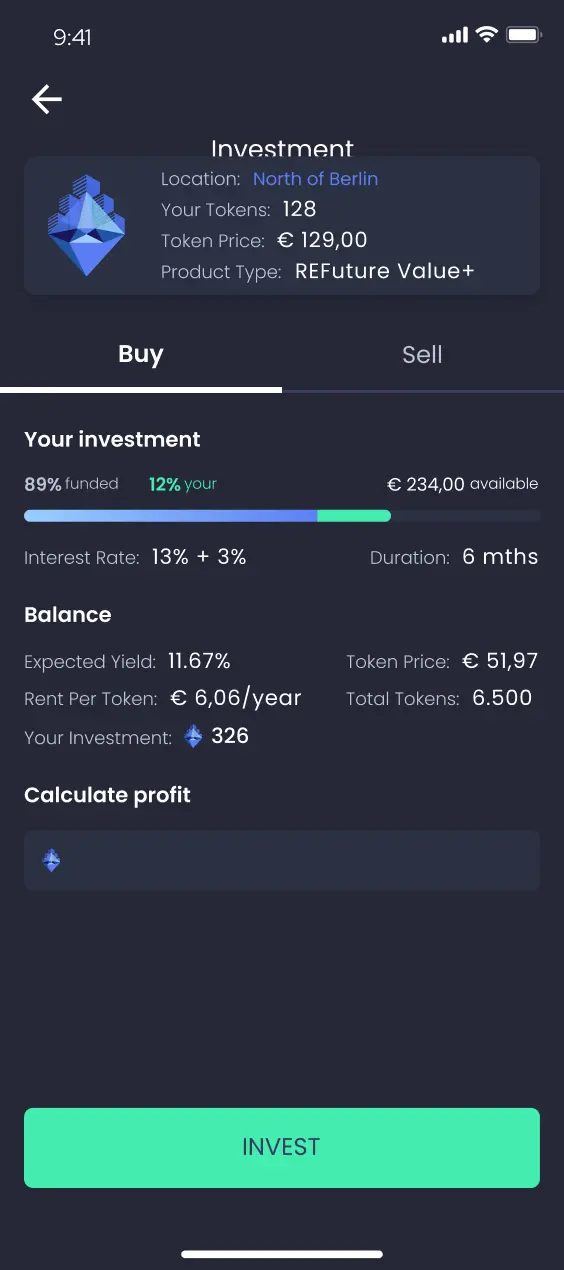 9:41
Investment
Location: North of Berlin
Your Tokens: 128
Token Price: € 129,00
Product Type: REFuture Value+
Buy Sell
Your investment
89% funded 12% your € 234,00 available
Interest Rate: 13% + 3% Duration: 6 mths
Balance
Expected Yield: 11.67% Token Price: € 51,97
Rent Per Token: € 6,06/year Total Tokens: 6.500
Your Investment: 326
Calculate profit
INVEST